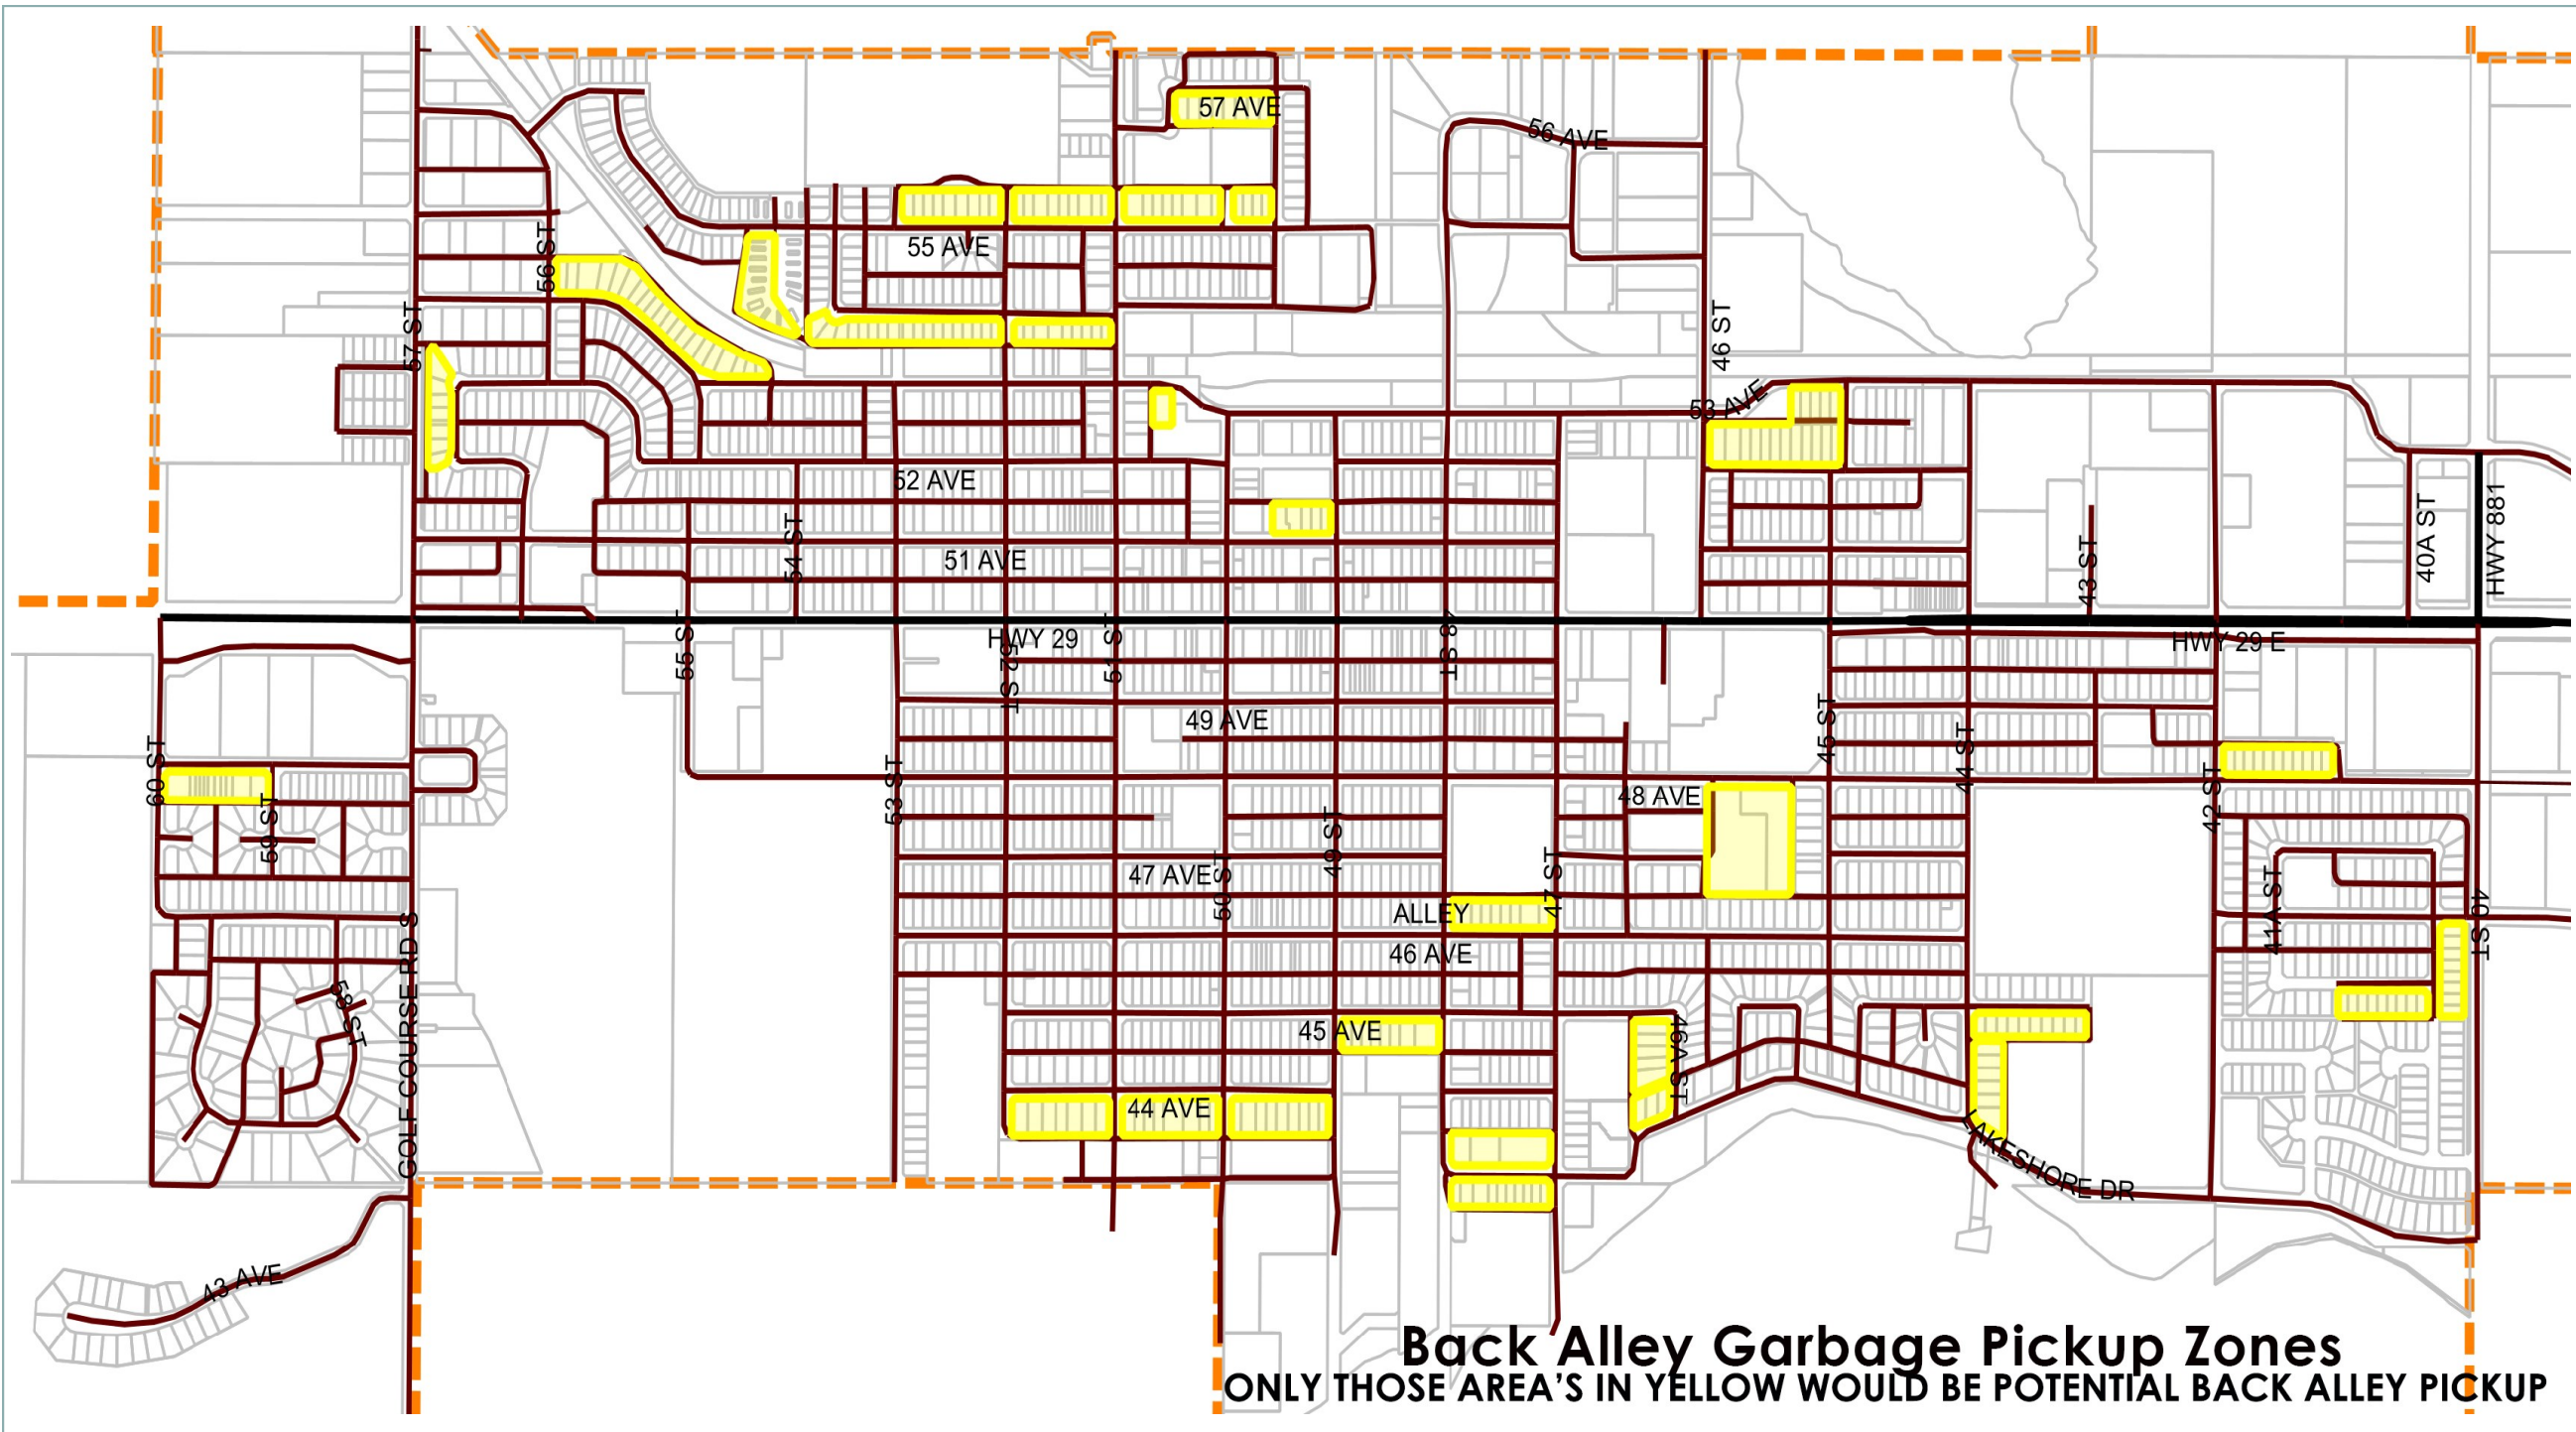 57 AVE
56 AVE
55 AVE
56 ST
57 ST
46 ST
53 AVE
52 AVE
54 ST
51 AVE
43 ST
40A ST
HWY 881
HWY 29
HWY 29 E
55 ST
52 ST
51 ST
48 ST
49 AVE
60 ST
59 ST
53 ST
45 ST
44 ST
42 ST
48 AVE
49 ST
47 AVE
50 ST
47 ST
ALLEY
46 AVE
41A ST
40 ST
GOLF COURSE RD S
58 ST
45 AVE
46A ST
44 AVE
LAKESHORE DR
43 AVE
Back Alley Garbage Pickup Zones
ONLY THOSE AREA'S IN YELLOW WOULD BE POTENTIAL BACK ALLEY PICKUP